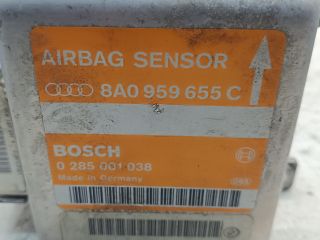 AIRBAG SENSOR
8A0 959 655 C
BOSCH
0 285 001 038
Made in Germany